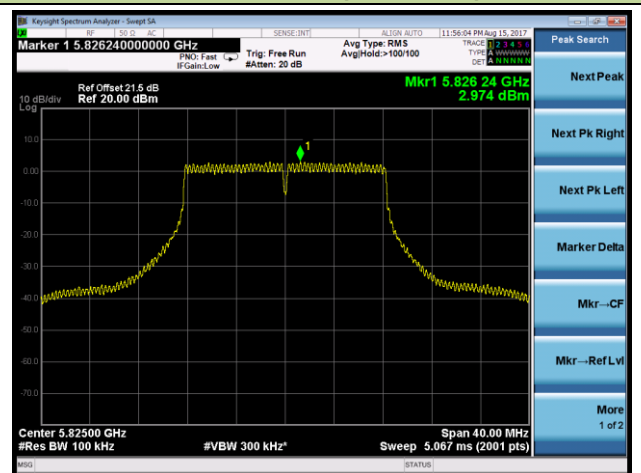 Keysight Spectrum Analyzer - Swept SA
RF 50 Ω AC SENSE:INT ALIGN AUTO 11:56:04 PM Aug 15, 2017
Marker 1 5.826240000000 GHz
PNO: Fast
IFGain:Low
Trig: Free Run
#Atten: 20 dB
Avg Type: RMS
Avg|Hold:>100/100
TRACE 1 2 3 4 5 6
TYPE A WWWWW
DET A N N N N N
Peak Search
Mkr1 5.826 24 GHz
2.974 dBm
Ref Offset 21.5 dB
10 dB/div Ref 20.00 dBm
Log
10.0
0.00
-10.0
-20.0
-30.0
-40.0
-50.0
-60.0
-70.0
1
Next Peak
Next Pk Right
Next Pk Left
Marker Delta
Mkr→CF
Mkr→Ref Lvl
More
1 of 2
Center 5.82500 GHz Span 40.00 MHz
#Res BW 100 kHz #VBW 300 kHz* Sweep 5.067 ms (2001 pts)
MSG STATUS